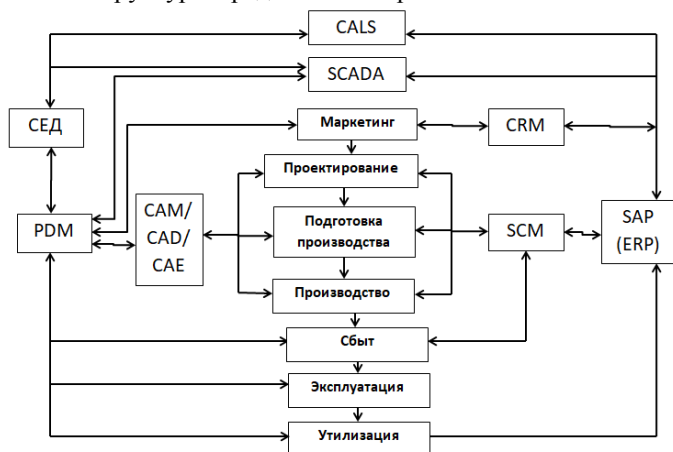 CALS
SCADA
СЕД
Маркетинг
CRM
Проектирование
PDM
CAM/
CAD/
CAE
Подготовка
производства
SCM
SAP
(ERP)
Производство
Сбыт
Эксплуатация
Утилизация